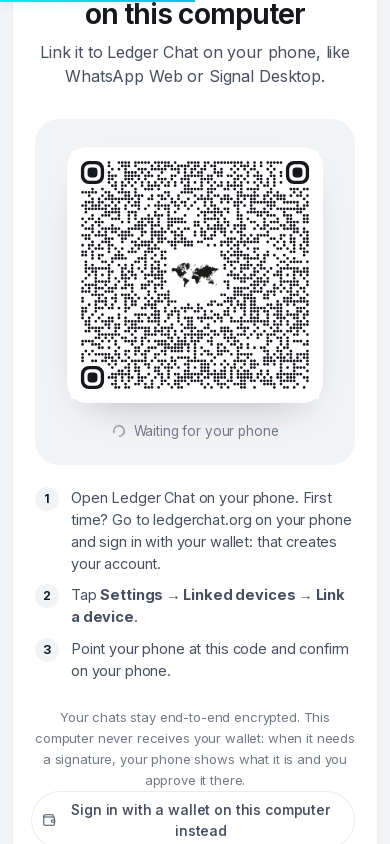 on this computer
Link it to Ledger Chat on your phone, like
WhatsApp Web or Signal Desktop.
Waiting for your phone
1 Open Ledger Chat on your phone. First
time? Go to ledgerchat.org on your phone
and sign in with your wallet: that creates
your account.
2 Tap Settings → Linked devices → Link
a device.
3 Point your phone at this code and confirm
on your phone.
Your chats stay end-to-end encrypted. This
computer never receives your wallet: when it needs
a signature, your phone shows what it is and you
approve it there.
Sign in with a wallet on this computer
instead